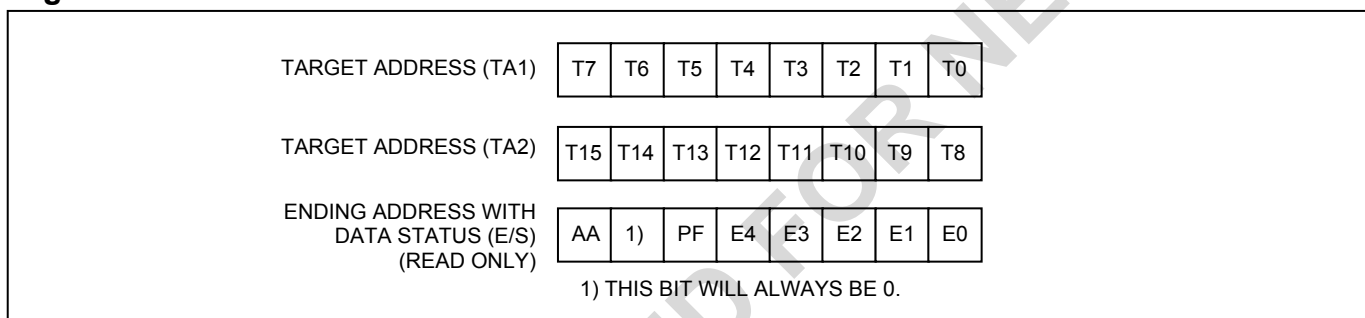 TARGET ADDRESS (TA1) T7 T6 T5 T4 T3 T2 T1 T0
TARGET ADDRESS (TA2) T15 T14 T13 T12 T11 T10 T9 T8
ENDING ADDRESS WITH
DATA STATUS (E/S)
(READ ONLY)
AA 1) PF E4 E3 E2 E1 E0
1) THIS BIT WILL ALWAYS BE 0.
FOR